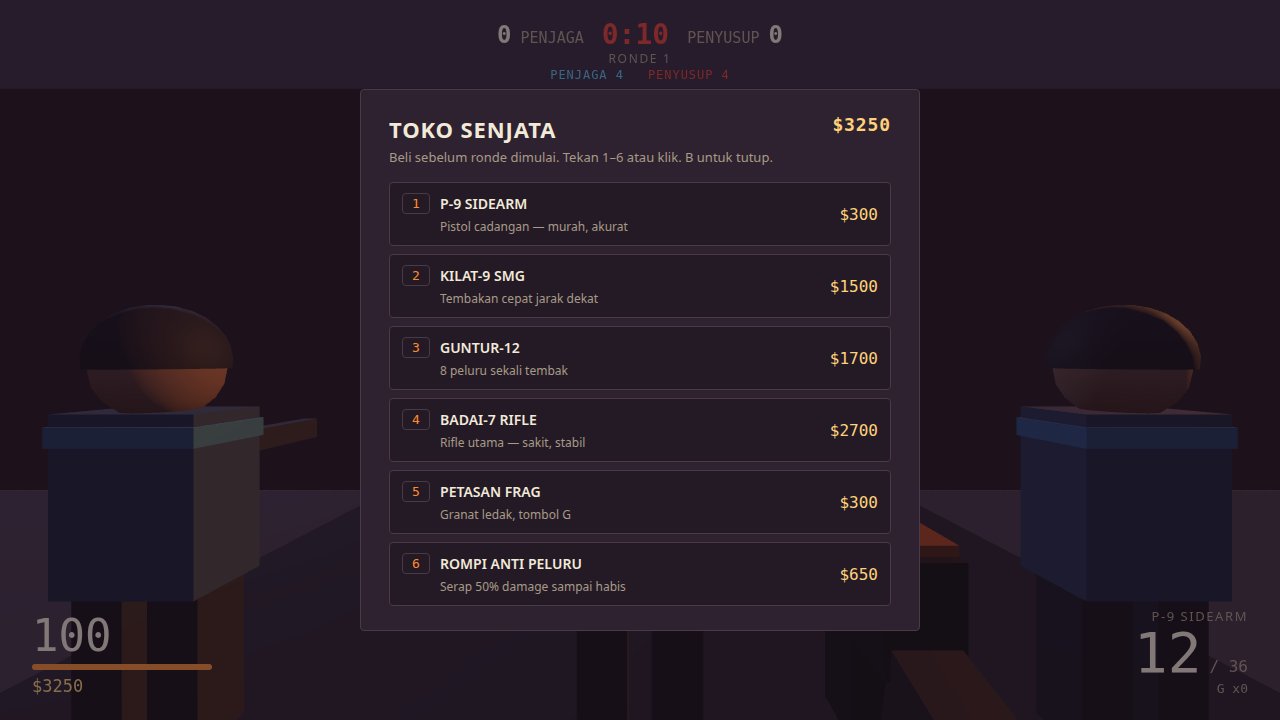 0 PENJAGA 0:10 PENYUSUP 0
RONDE 1
PENJAGA 4 PENYUSUP 4
TOKO SENJATA $3250
Beli sebelum ronde dimulai. Tekan 1–6 atau klik. B untuk tutup.
1 P-9 SIDEARM
Pistol cadangan — murah, akurat
$300
2 KILAT-9 SMG
Tembakan cepat jarak dekat
$1500
3 GUNTUR-12
8 peluru sekali tembak
$1700
4 BADAI-7 RIFLE
Rifle utama — sakit, stabil
$2700
5 PETASAN FRAG
Granat ledak, tombol G
$300
6 ROMPI ANTI PELURU
Serap 50% damage sampai habis
$650
100
$3250
P-9 SIDEARM
12 / 36
G x0